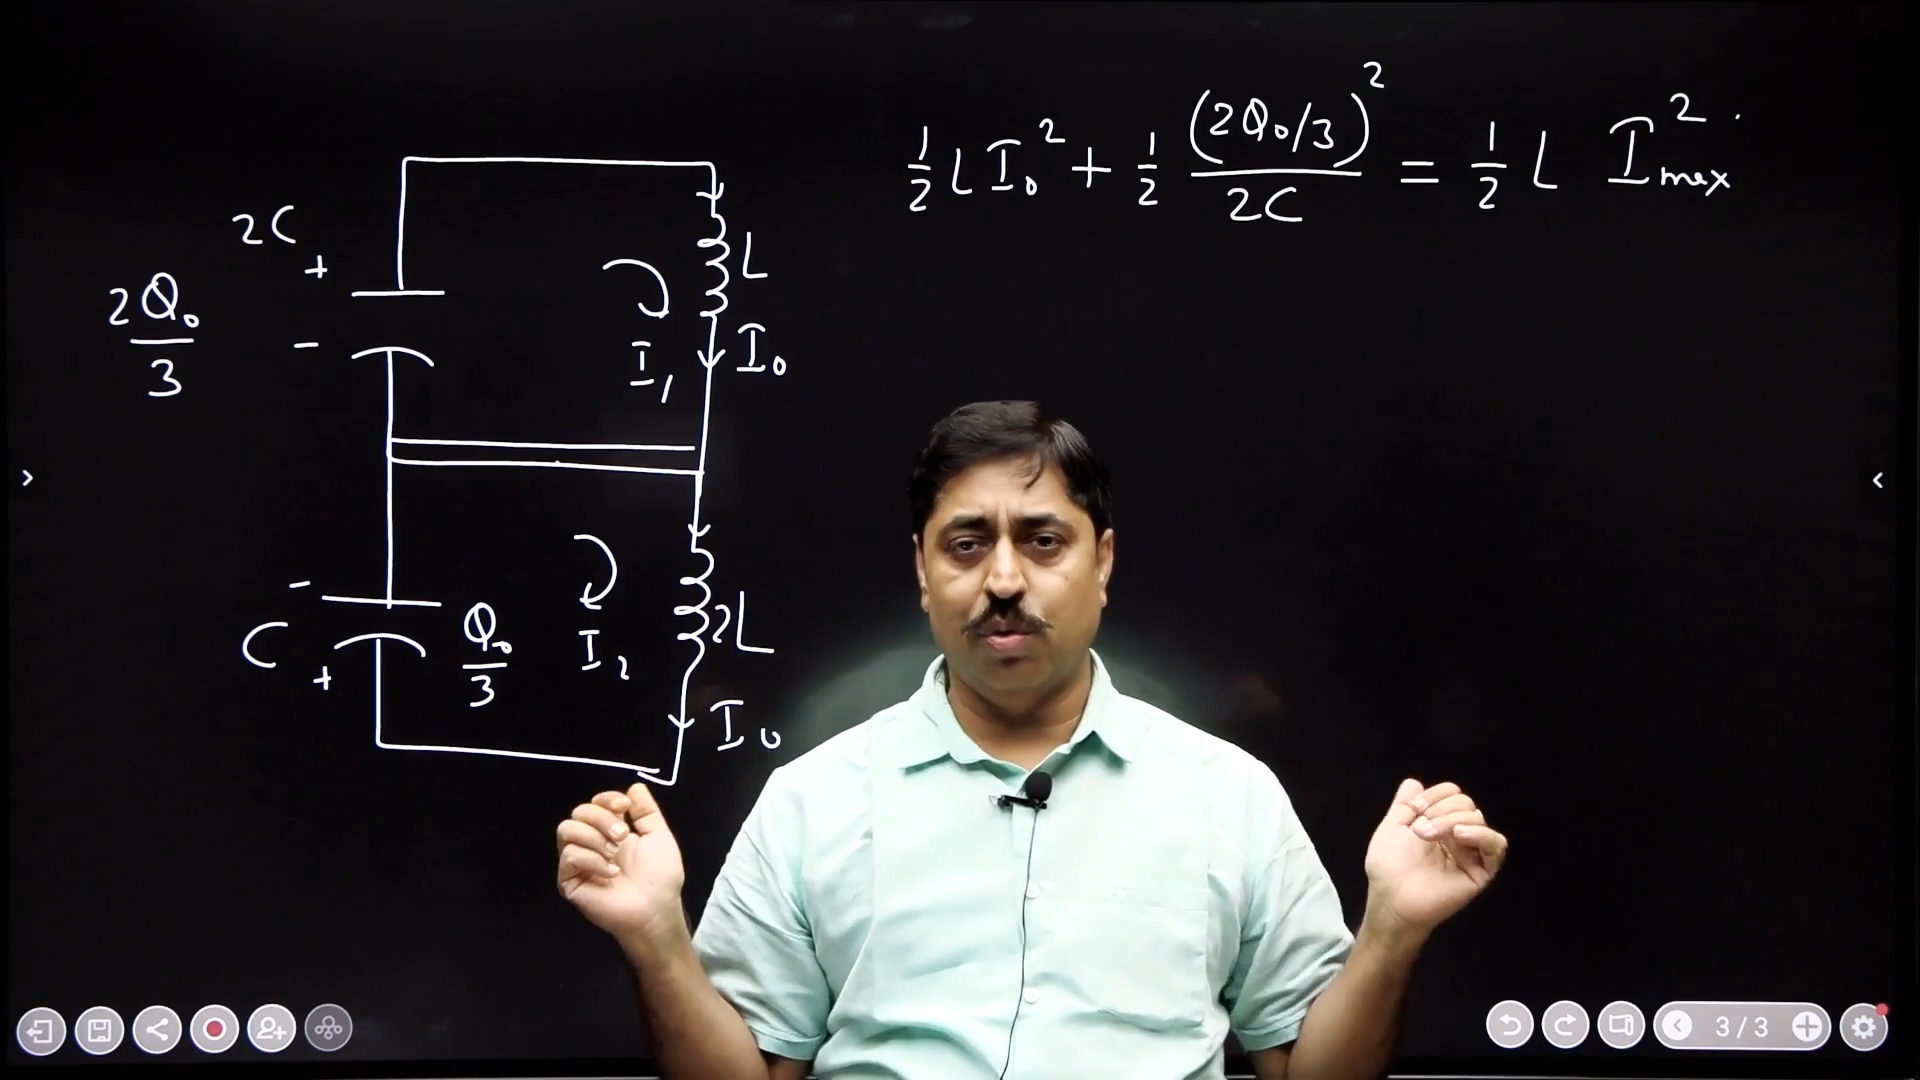 1/2 L I₀² + 1/2 (2Q₀/3)²/2C = 1/2 L I²max.
2C
+
2Q₀/3
-
L
I₁
I₀
-
C
+
Q₀/3
I₂
2L
I₀
3/3